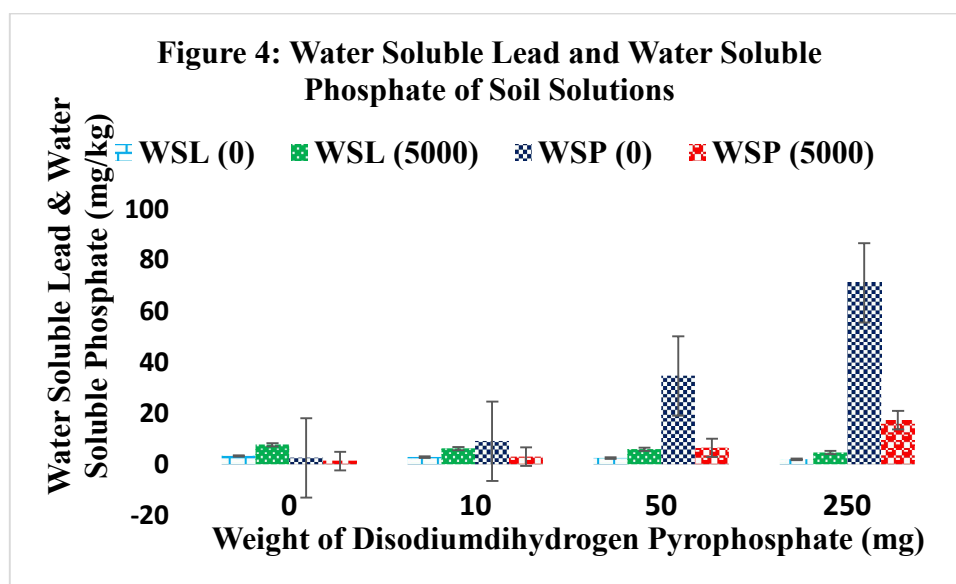 Figure 4: Water Soluble Lead and Water Soluble
Phosphate of Soil Solutions
WSL (0) WSL (5000) WSP (0) WSP (5000)
Water Soluble Lead & Water
Soluble Phosphate (mg/kg)
100
80
60
40
20
0
-20
0 10 50 250
Weight of Disodiumdihydrogen Pyrophosphate (mg)